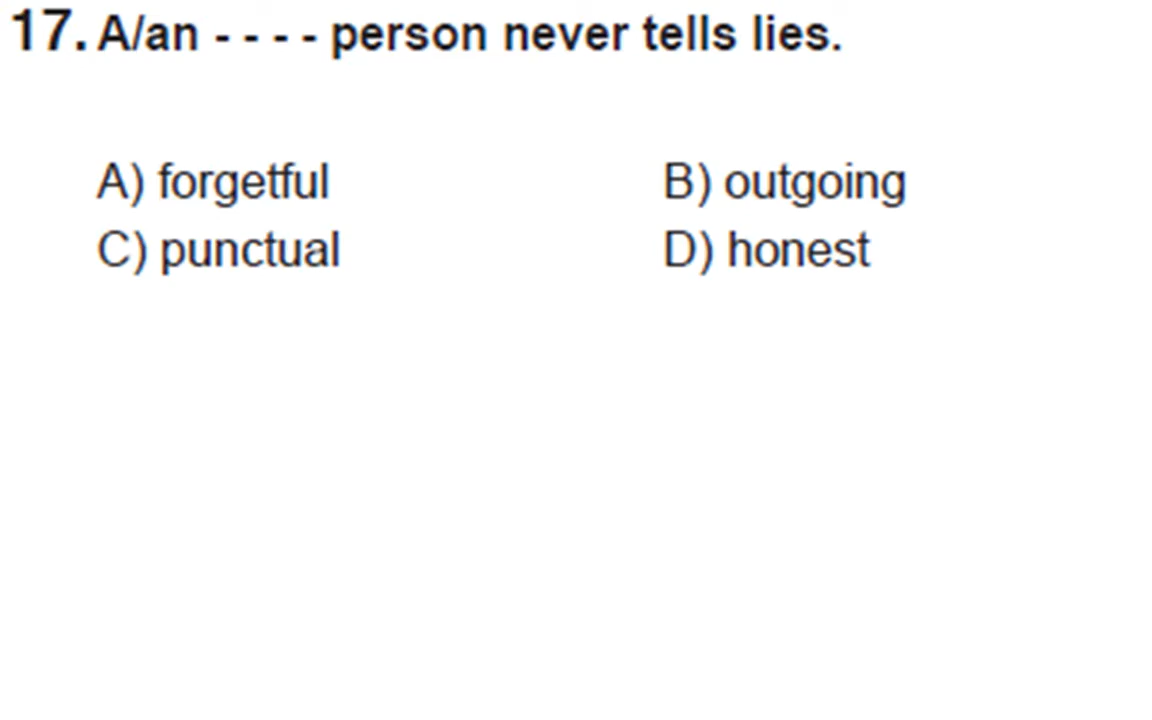 17. A/an - - - - person never tells lies.
A) forgetful B) outgoing
C) punctual D) honest